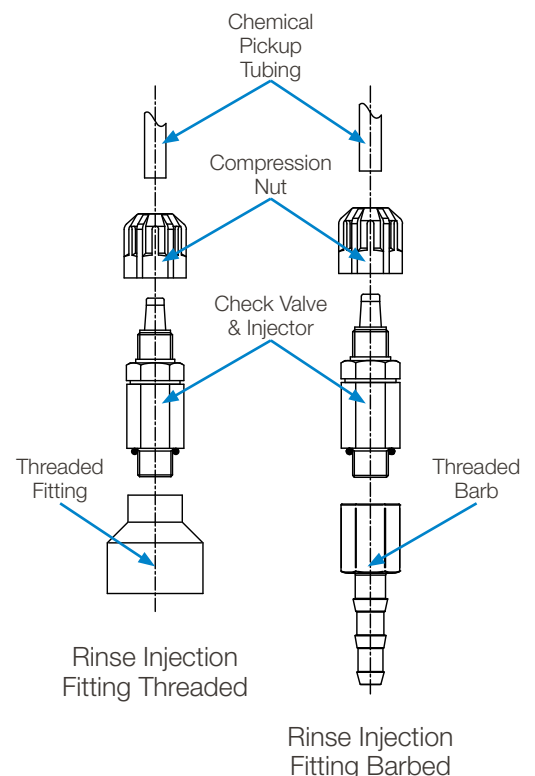 Chemical
Pickup
Tubing
Compression
Nut
Check Valve
& Injector
Threaded
Fitting
Threaded
Barb
Rinse Injection
Fitting Threaded
Rinse Injection
Fitting Barbed